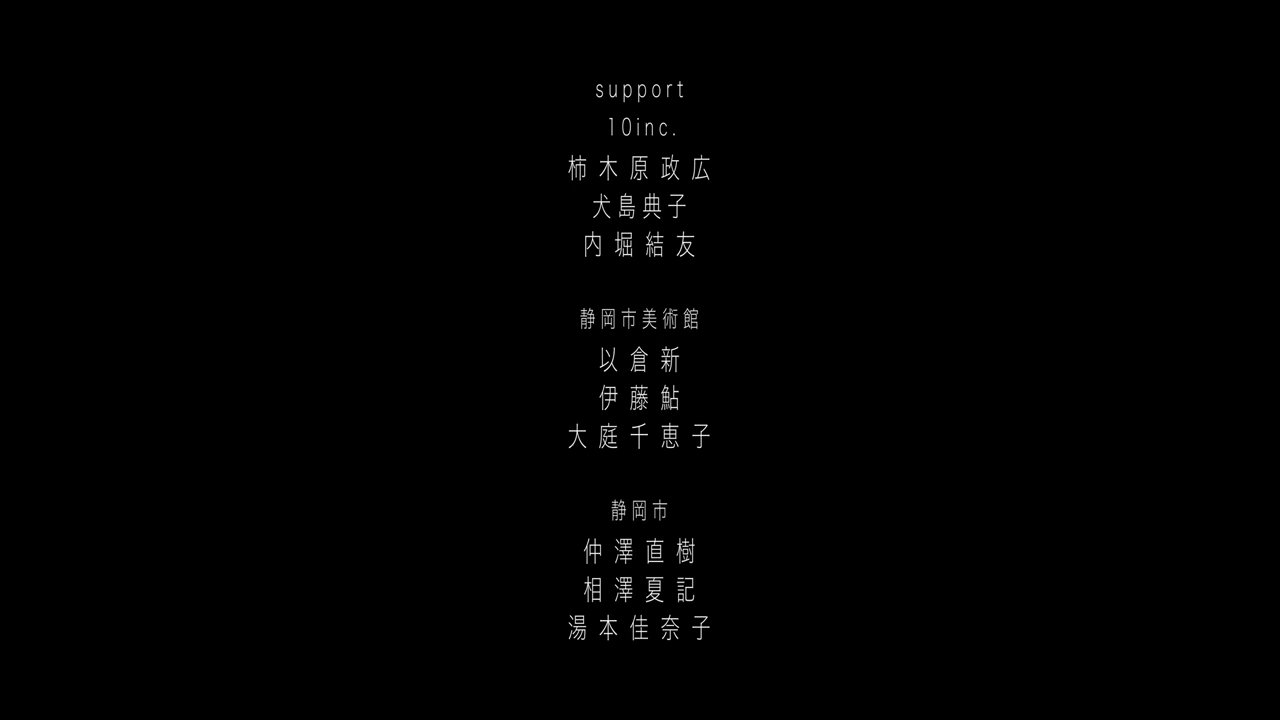 support
10inc.
柿木原政広
犬島典子
内堀結友
静岡市美術館
以倉新
伊藤鮎
大庭千恵子
静岡市
仲澤直樹
相澤夏記
湯本佳奈子